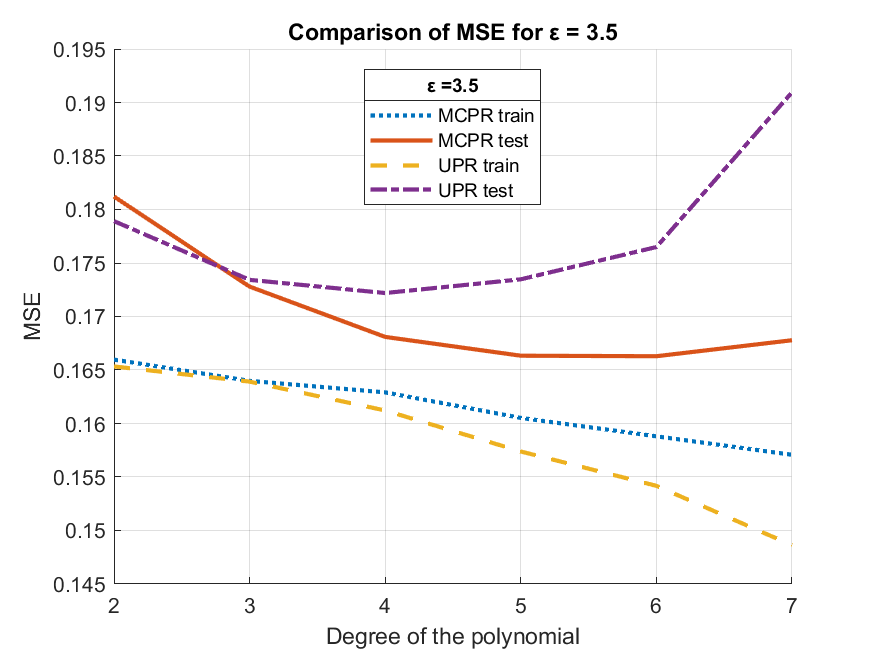 Comparison of MSE for ε = 3.5
0.195
0.19
0.185
0.18
0.175
0.17
0.165
0.16
0.155
0.15
0.145
MSE
ε =3.5
MCPR train
MCPR test
UPR train
UPR test
2 3 4 5 6 7
Degree of the polynomial